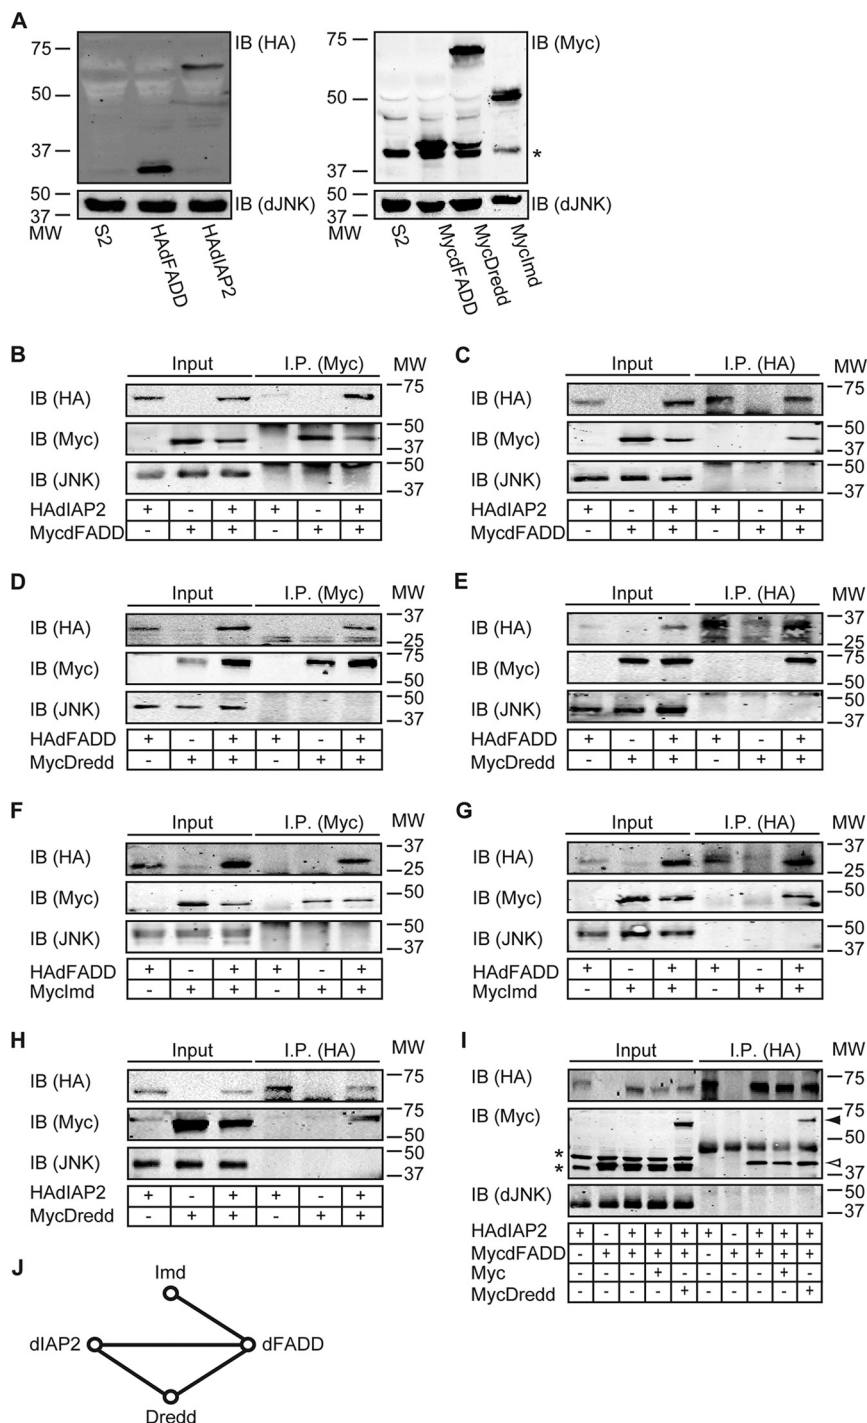 A
75
50
37
50
37
MW
IB (HA)
IB (dJNK)
S2
HAdFADD
HAdIAP2
75
50
37
50
37
MW
IB (Myc)
*
IB (dJNK)
S2
MycdFADD
MycDredd
MycImd
B
Input I.P. (Myc) MW
IB (HA) 75
IB (Myc) 50
37
IB (JNK) 50
37
HAdIAP2 + - + + - +
MycdFADD - + + - + +
C
Input I.P. (HA) MW
IB (HA) 75
IB (Myc) 50
37
IB (JNK) 50
37
HAdIAP2 + - + + - +
MycdFADD - + + - + +
D
Input I.P. (Myc) MW
IB (HA) 37
25
IB (Myc) 75
50
IB (JNK) 50
37
HAdFADD + - + + - +
MycDredd - + + - + +
E
Input I.P. (HA) MW
IB (HA) 37
25
IB (Myc) 75
50
IB (JNK) 50
37
HAdFADD + - + + - +
MycDredd - + + - + +
F
Input I.P. (Myc) MW
IB (HA) 37
25
IB (Myc) 50
IB (JNK) 50
37
HAdFADD + - + + - +
MycImd - + + - + +
G
Input I.P. (HA) MW
IB (HA) 37
25
IB (Myc) 50
IB (JNK) 50
37
HAdFADD + - + + - +
MycImd - + + - + +
H
Input I.P. (HA) MW
IB (HA) 75
IB (Myc) 75
50
IB (JNK) 50
37
HAdIAP2 + - + + - +
MycDredd - + + - + +
I
Input I.P. (HA) MW
IB (HA) 75
IB (Myc) 75
50
*
* 37
IB (dJNK) 50
37
HAdIAP2 + - + + + + - + + +
MycdFADD - + + + + - + + + +
Myc - - - + - - - - + -
MycDredd - - - - + - - - - +
J
Imd
dIAP2 dFADD
Dredd